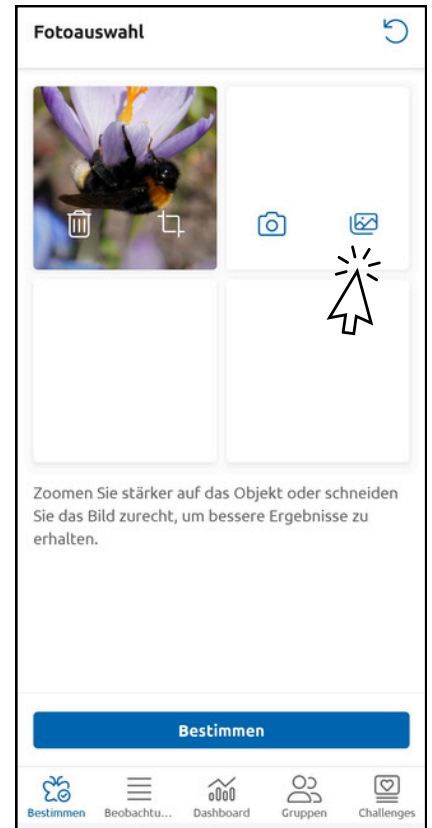 Fotoauswahl
Zoomen Sie stärker auf das Objekt oder schneiden
Sie das Bild zurecht, um bessere Ergebnisse zu
erhalten.
Bestimmen
Bestimmen Beobachtu... Dashboard Gruppen Challenges